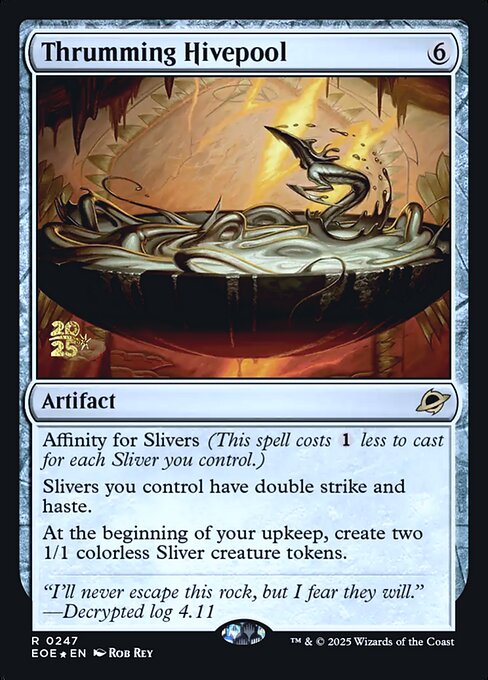 Thrumming Hivepool 6
20
25
Artifact
Affinity for Slivers (This spell costs 1 less to cast
for each Sliver you control.)
Slivers you control have double strike and
haste.
At the beginning of your upkeep, create two
1/1 colorless Sliver creature tokens.
“I’ll never escape this rock, but I fear they will.”
—Decrypted log 4.11
R 0247
EOE★EN Rob Rey
™ & © 2025 Wizards of the Coast